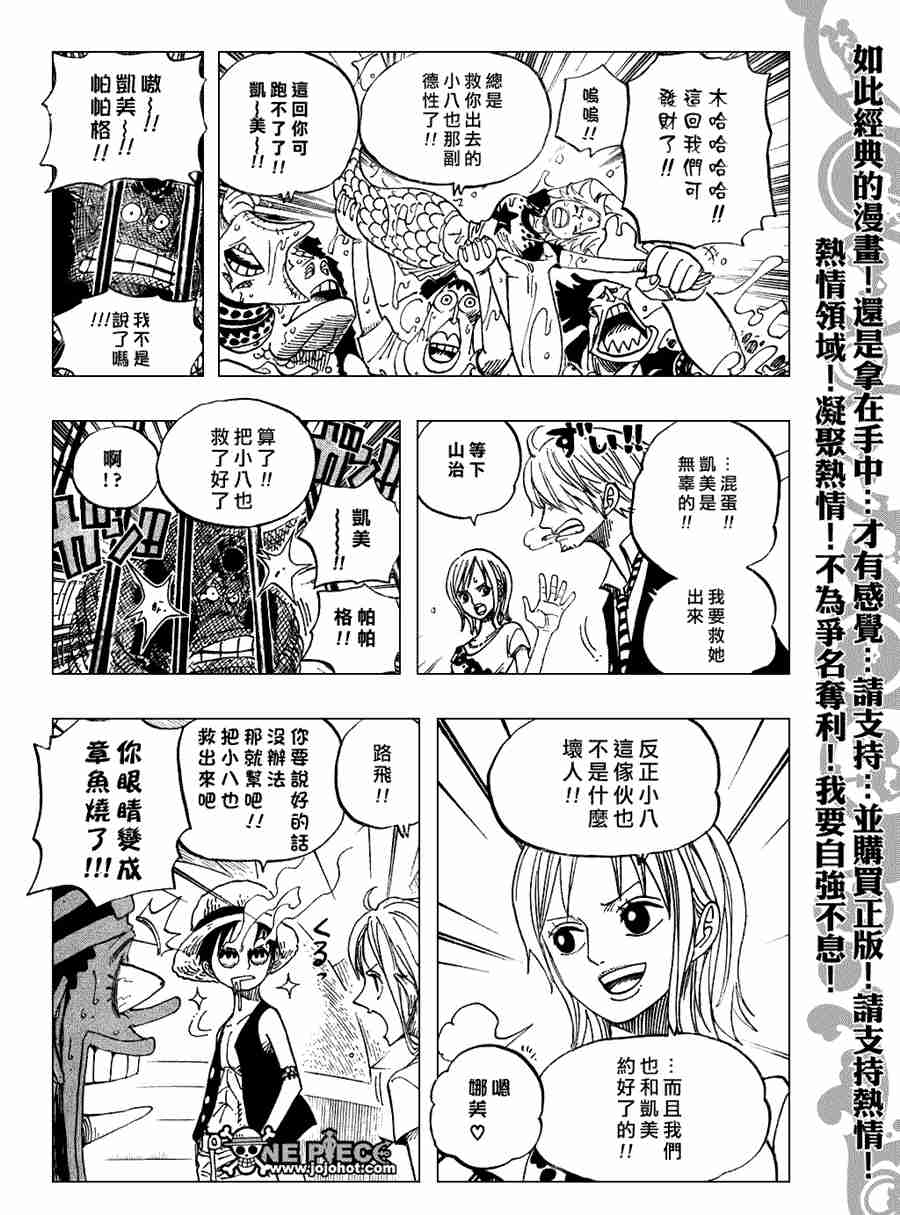 如此經典的漫畫！還是拿在手中…才有感覺…請支持…並購買正版！請支持熱情！
熱情領域！凝聚熱情！不為爭名奪利！我要自強不息！
木哈哈哈哈!!
這回我們可
發財了!!
嗚嗚!!
總是
救你出去的
小八也那副
德性了!!
這回你可
跑不了了!!
凱～美～!!
嗷～!!
凱美～～
帕帕格!!
我不是
說了嗎
!!!
…混蛋!!
凱美是
無辜的!!
ずい!!
我要救她
出來
等下
山治
凱美
～～
帕帕
格!!
算了!!
把小八也
救了好了
啊!?
反正小八
這傢伙也
不是什麼
壞人!!
…而且我們
也和凱美
約好了的!!
嗯
娜美♡
路飛!!
你要說好的話
沒辦法
那就幫吧!!
把小八也
救出來吧
くるっ
你眼睛變成
章魚燒了!!!
ONE PIECE
www.jojohot.com